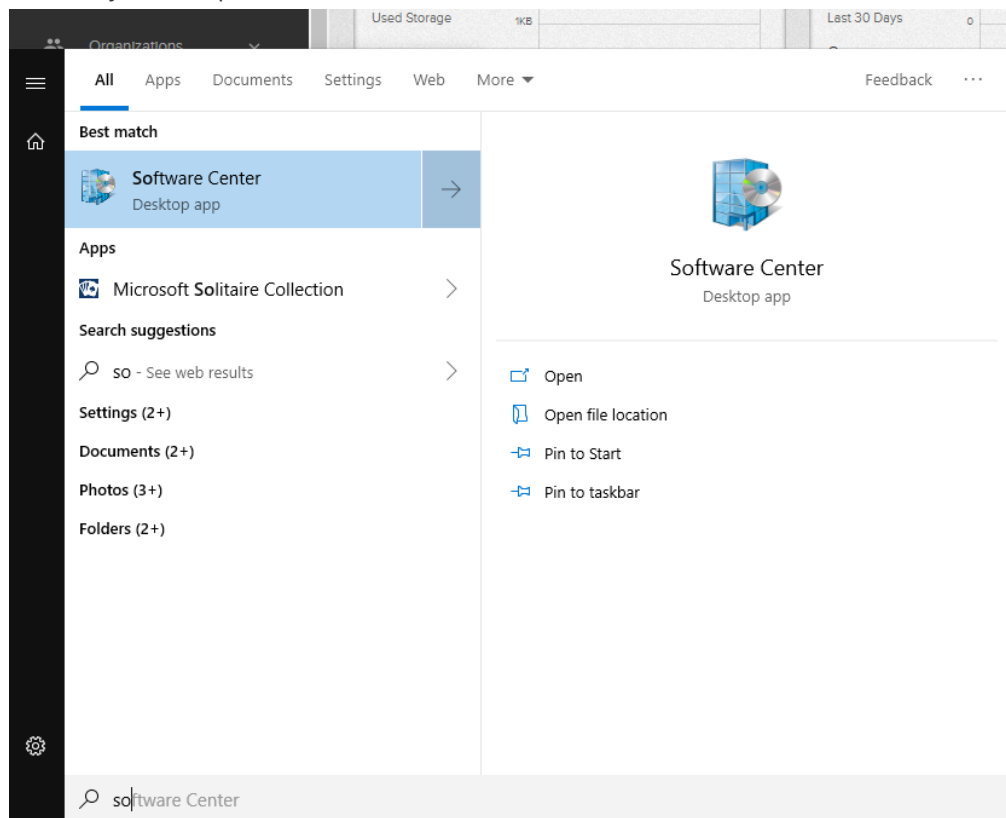 Used Storage 1KB
Last 30 Days 0
Organizations
All Apps Documents Settings Web More Feedback ...
Best match
Software Center
Desktop app
Apps
Microsoft Solitaire Collection
Search suggestions
so - See web results
Settings (2+)
Documents (2+)
Photos (3+)
Folders (2+)
Software Center
Desktop app
Open
Open file location
Pin to Start
Pin to taskbar
software Center